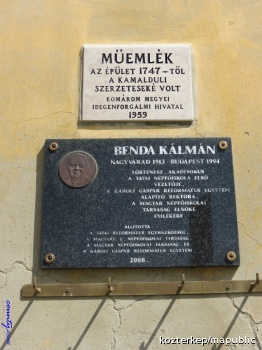 MŰEMLÉK
AZ ÉPÜLET 1747-TŐL
A KAMALDULI
SZERZETESEKÉ VOLT
KOMÁROM MEGYEI
IDEGENFORGALMI HIVATAL
1959
BENDA KÁLMÁN
NAGYVÁRAD 1913 - BUDAPEST 1994
TÖRTÉNÉSZ, AKADÉMIKUS
A TATAI NÉPFŐISKOLA ELSŐ
VEZETŐJE
A KÁROLI GÁSPÁR REFORMÁTUS EGYETEM
ALAPÍTÓ REKTORA
A MAGYAR NÉPFŐISKOLAI
TÁRSASÁG ELNÖKE
EMLÉKÉRE
ÁLLÍTOTTA
A TATAI REFORMÁTUS EGYHÁZKÖZSÉG
A MAGYARY Z. NÉPFŐISKOLAI TÁRSASÁG
A MAGYAR NÉPFŐISKOLAI TÁRSASÁG ÉS
A KÁROLI GÁSPÁR REFORMÁTUS EGYETEM
2008.
kozterkep/mapublic